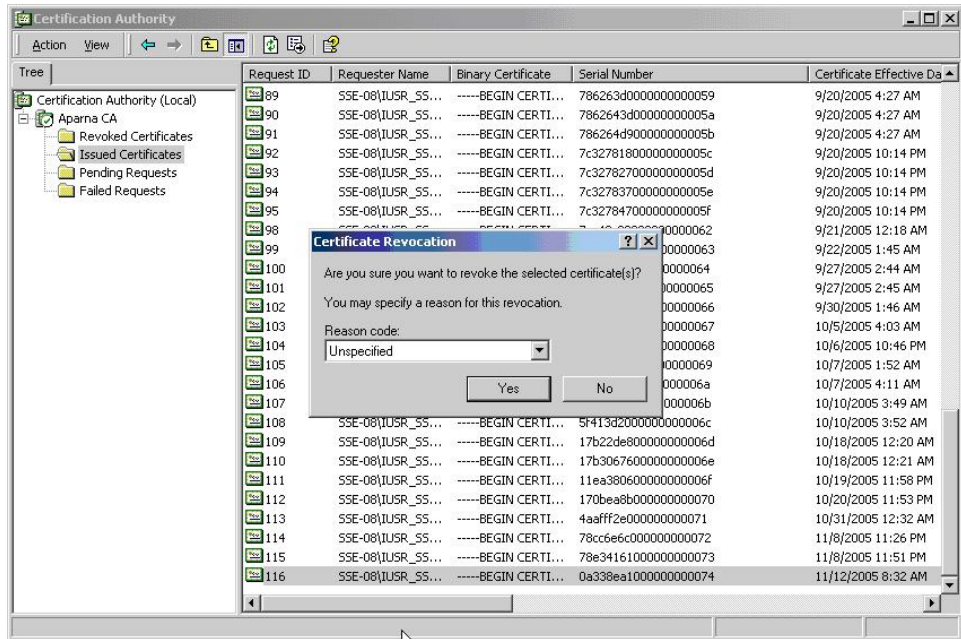 Certification Authority
Action View
Tree
Certification Authority (Local)
Aparna CA
Revoked Certificates
Issued Certificates
Pending Requests
Failed Requests
Request ID Requester Name Binary Certificate Serial Number Certificate Effective Da
89 SSE-08\IUSR_SS... -----BEGIN CERTI... 786263d0000000000059 9/20/2005 4:27 AM
90 SSE-08\IUSR_SS... -----BEGIN CERTI... 7862643d00000000005a 9/20/2005 4:27 AM
91 SSE-08\IUSR_SS... -----BEGIN CERTI... 786264d900000000005b 9/20/2005 4:27 AM
92 SSE-08\IUSR_SS... -----BEGIN CERTI... 7c32781800000000005c 9/20/2005 10:14 PM
93 SSE-08\IUSR_SS... -----BEGIN CERTI... 7c32782700000000005d 9/20/2005 10:14 PM
94 SSE-08\IUSR_SS... -----BEGIN CERTI... 7c32783700000000005e 9/20/2005 10:14 PM
95 SSE-08\IUSR_SS... -----BEGIN CERTI... 7c32784700000000005f 9/20/2005 10:14 PM
98 9/21/2005 12:18 AM
99 000063 9/22/2005 1:45 AM
100 0000064 9/27/2005 2:44 AM
101 0000065 9/27/2005 2:45 AM
102 0000066 9/30/2005 1:46 AM
103 0000067 10/5/2005 4:03 AM
104 0000068 10/6/2005 10:46 PM
105 0000069 10/7/2005 1:52 AM
106 000006a 10/7/2005 4:11 AM
107 000006b 10/10/2005 3:49 AM
108 SSE-08\IUSR_SS... -----BEGIN CERTI... 5f413d2000000000006c 10/10/2005 3:52 AM
109 SSE-08\IUSR_SS... -----BEGIN CERTI... 17b22de800000000006d 10/18/2005 12:20 AM
110 SSE-08\IUSR_SS... -----BEGIN CERTI... 17b3067600000000006e 10/18/2005 12:21 AM
111 SSE-08\IUSR_SS... -----BEGIN CERTI... 11ea380600000000006f 10/19/2005 11:58 PM
112 SSE-08\IUSR_SS... -----BEGIN CERTI... 170bea8b000000000070 10/20/2005 11:53 PM
113 SSE-08\IUSR_SS... -----BEGIN CERTI... 4aafff2e000000000071 10/31/2005 12:32 AM
114 SSE-08\IUSR_SS... -----BEGIN CERTI... 78cc6e6c000000000072 11/8/2005 11:26 PM
115 SSE-08\IUSR_SS... -----BEGIN CERTI... 78e34161000000000073 11/8/2005 11:51 PM
116 SSE-08\IUSR_SS... -----BEGIN CERTI... 0a338ea1000000000074 11/12/2005 8:32 AM
Certificate Revocation
Are you sure you want to revoke the selected certificate(s)?
You may specify a reason for this revocation.
Reason code:
Unspecified
Yes No